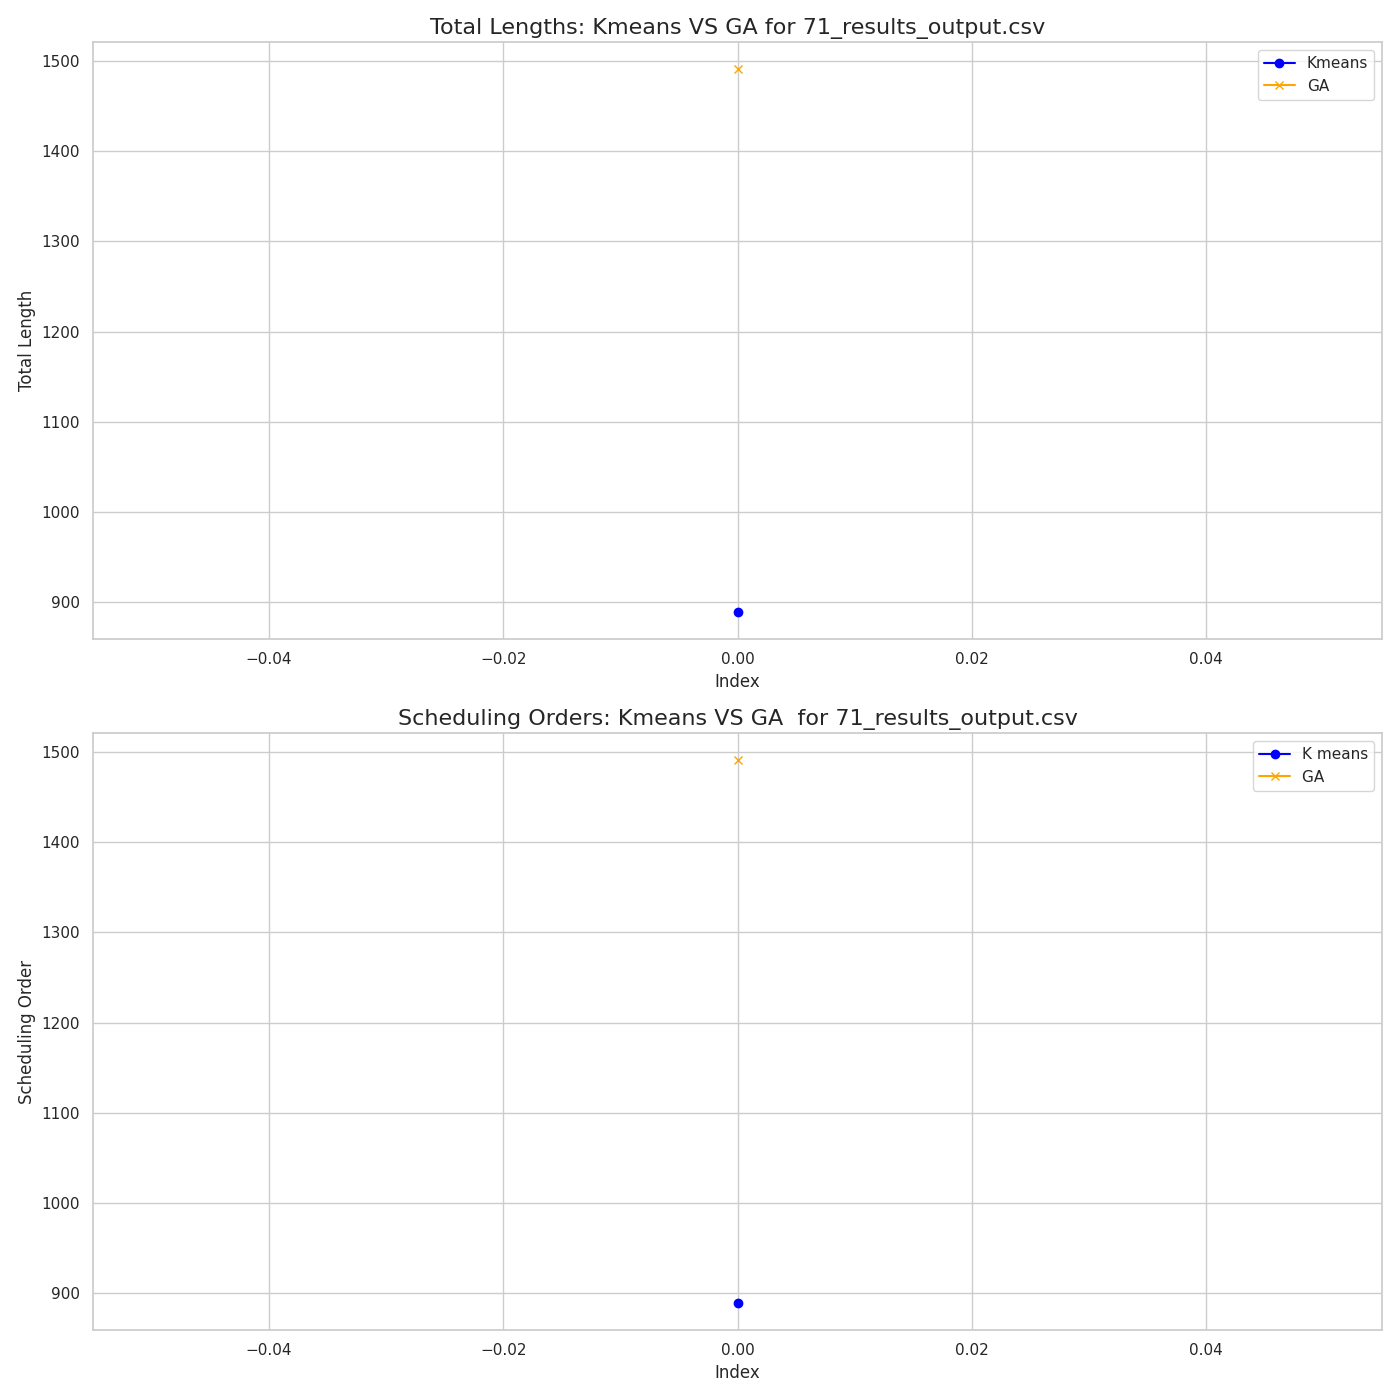 Total Lengths: Kmeans VS GA for 71_results_output.csv
Kmeans
GA
1500
1400
1300
1200
1100
1000
900
Total Length
−0.04
−0.02
0.00
0.02
0.04
Index
Scheduling Orders: Kmeans VS GA  for 71_results_output.csv
K means
GA
1500
1400
1300
1200
1100
1000
900
Scheduling Order
−0.04
−0.02
0.00
0.02
0.04
Index